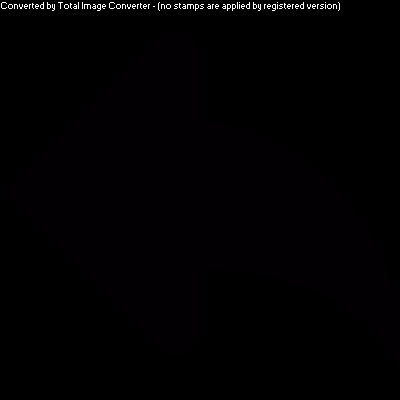 Converted by Total Image Converter - (no stamps are applied by registered version)